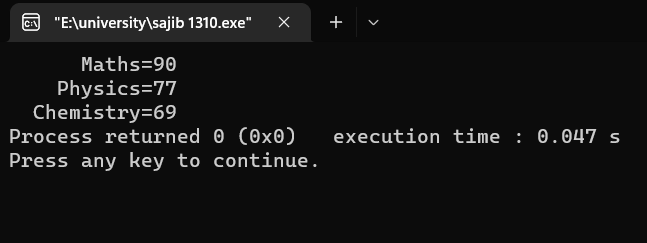 "E:\university\sajib 1310.exe"
Maths=90
Physics=77
Chemistry=69
Process returned 0 (0x0)   execution time : 0.047 s
Press any key to continue.